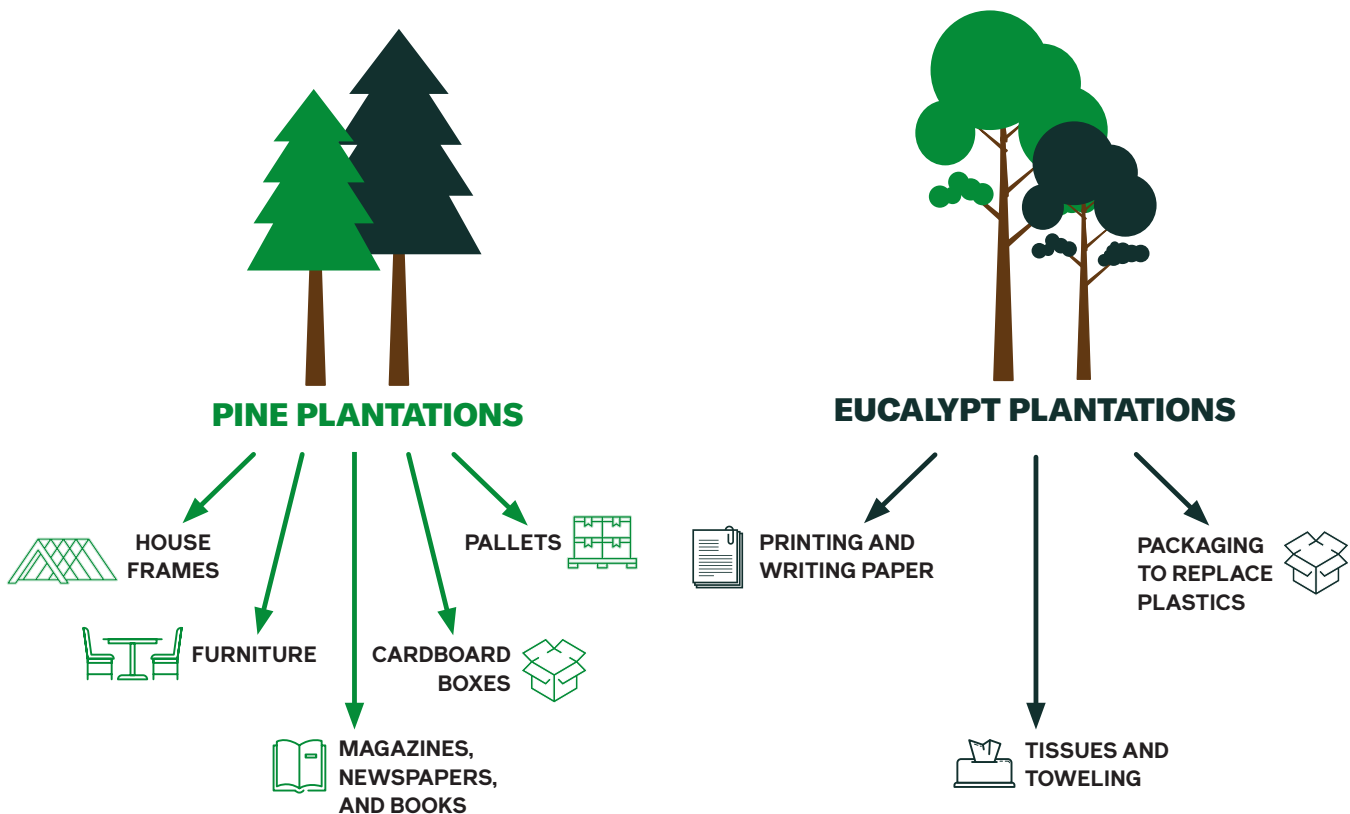 PINE PLANTATIONS
HOUSE
FRAMES
FURNITURE
MAGAZINES,
NEWSPAPERS,
AND BOOKS
CARDBOARD
BOXES
PALLETS
EUCALYPT PLANTATIONS
PRINTING AND
WRITING PAPER
TISSUES AND
TOWELING
PACKAGING
TO REPLACE
PLASTICS